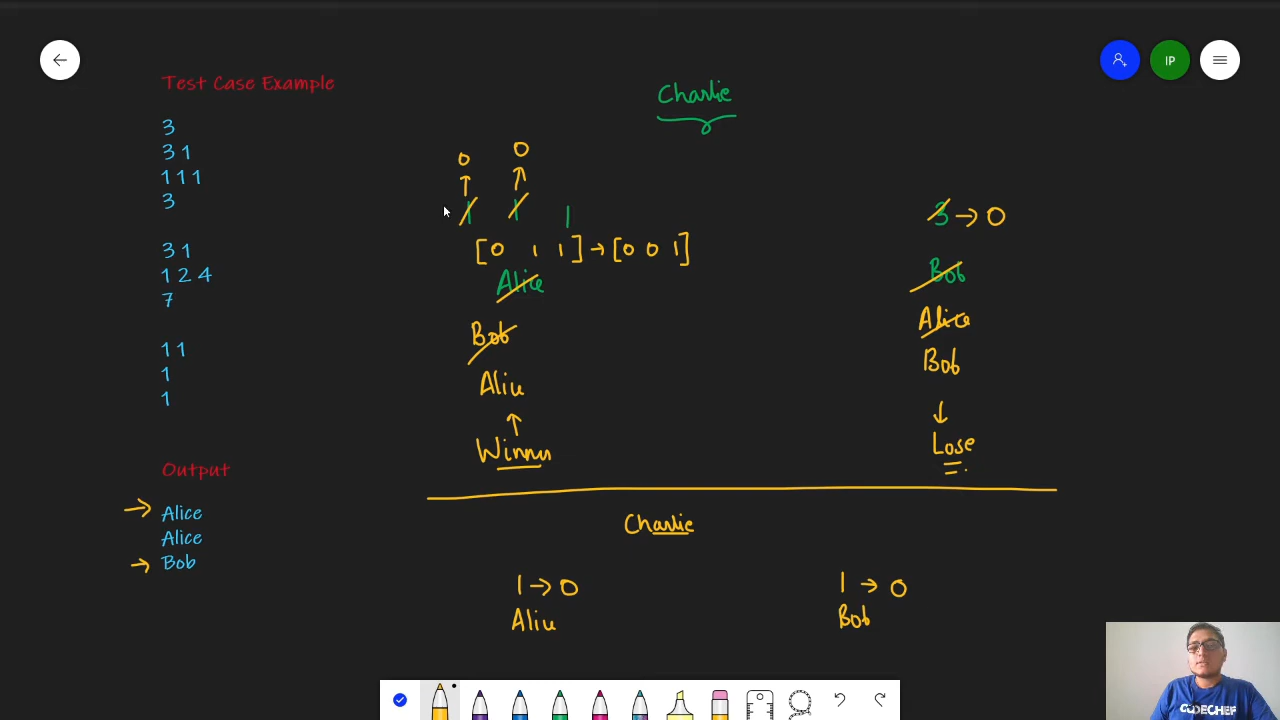 Test Case Example
3
3 1
1 1 1
3
3 1
1 2 4
7
1 1
1
1
Output
→ Alice
Alice
→ Bob
Charlie
0 0
↑ ↑
1 1 1
[0 1 1] → [0 0 1]
Alice
Bob
Alice
↑
Winner
3 → 0
Bob
Alice
Bob
↓
Lose
Charlie
1 → 0
Alice
1 → 0
Bob
IP
CODECHEF